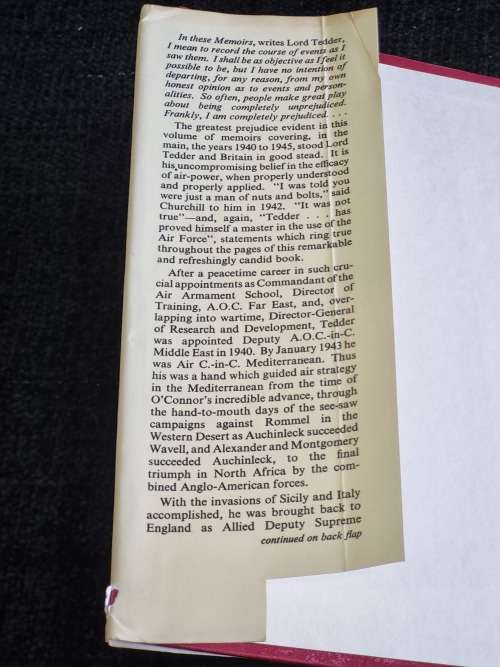 In these Memoirs, writes Lord Tedder,
I mean to record the course of events as I
saw them. I shall be as objective as I feel it
possible to be, but I have no intention of
departing, for any reason, from my own
honest opinion as to events and person-
alities. So often, people make great play
about being completely unprejudiced.
Frankly, I am completely prejudiced. . . .
The greatest prejudice evident in this
volume of memoirs covering, in the
main, the years 1940 to 1945, stood Lord
Tedder and Britain in good stead. It is
his uncompromising belief in the efficacy
of air-power, when properly understood
and properly applied. "I was told you
were just a man of nuts and bolts," said
Churchill to him in 1942. "It was not
true"—and, again, "Tedder . . . has
proved himself a master in the use of the
Air Force", statements which ring true
throughout the pages of this remarkable
and refreshingly candid book.
After a peacetime career in such cru-
cial appointments as Commandant of the
Air Armament School, Director of
Training, A.O.C. Far East, and, over-
lapping into wartime, Director-General
of Research and Development, Tedder
was appointed Deputy A.O.C.-in-C.
Middle East in 1940. By January 1943 he
was Air C.-in-C. Mediterranean. Thus
his was a hand which guided air strategy
in the Mediterranean from the time of
O'Connor's incredible advance, through
the hand-to-mouth days of the see-saw
campaigns against Rommel in the
Western Desert as Auchinleck succeeded
Wavell, and Alexander and Montgomery
succeeded Auchinleck, to the final
triumph in North Africa by the com-
bined Anglo-American forces.
With the invasions of Sicily and Italy
accomplished, he was brought back to
England as Allied Deputy Supreme
continued on back flap